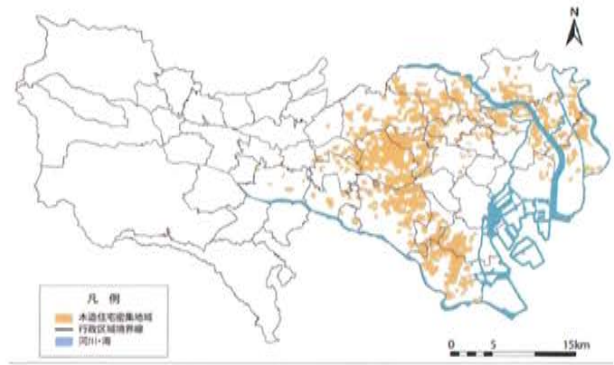 N
凡 例
木造住宅密集地域
行政区域境界線
河川・海
0 5 15km